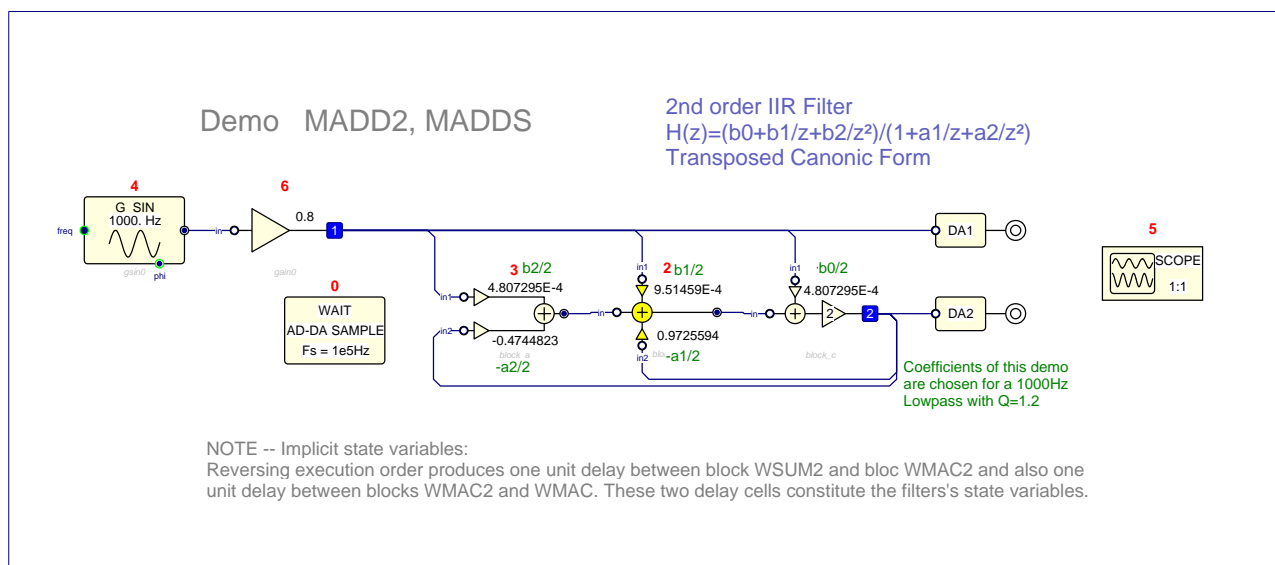 Demo MADD2, MADDS
2nd order IIR Filter
H(z)=(b0+b1/z+b2/z²)/(1+a1/z+a2/z²)
Transposed Canonic Form
4
6
G SIN
1000. Hz
freq
phi
gsin0
in
0.8
gain0
1
DA1
5
SCOPE
1:1
0
WAIT
AD-DA SAMPLE
Fs = 1e5Hz
3 b2/2
in1
4.807295E-4
in2
-0.4744823
block_a
-a2/2
in
2 b1/2
in1
9.51459E-4
0.9725594
in2
-a1/2
in
b0/2
in1
4.807295E-4
2
block_c
2
DA2
Coefficients of this demo
are chosen for a 1000Hz
Lowpass with Q=1.2
NOTE -- Implicit state variables:
Reversing execution order produces one unit delay between block WSUM2 and bloc WMAC2 and also one
unit delay between blocks WMAC2 and WMAC. These two delay cells constitute the filters's state variables.